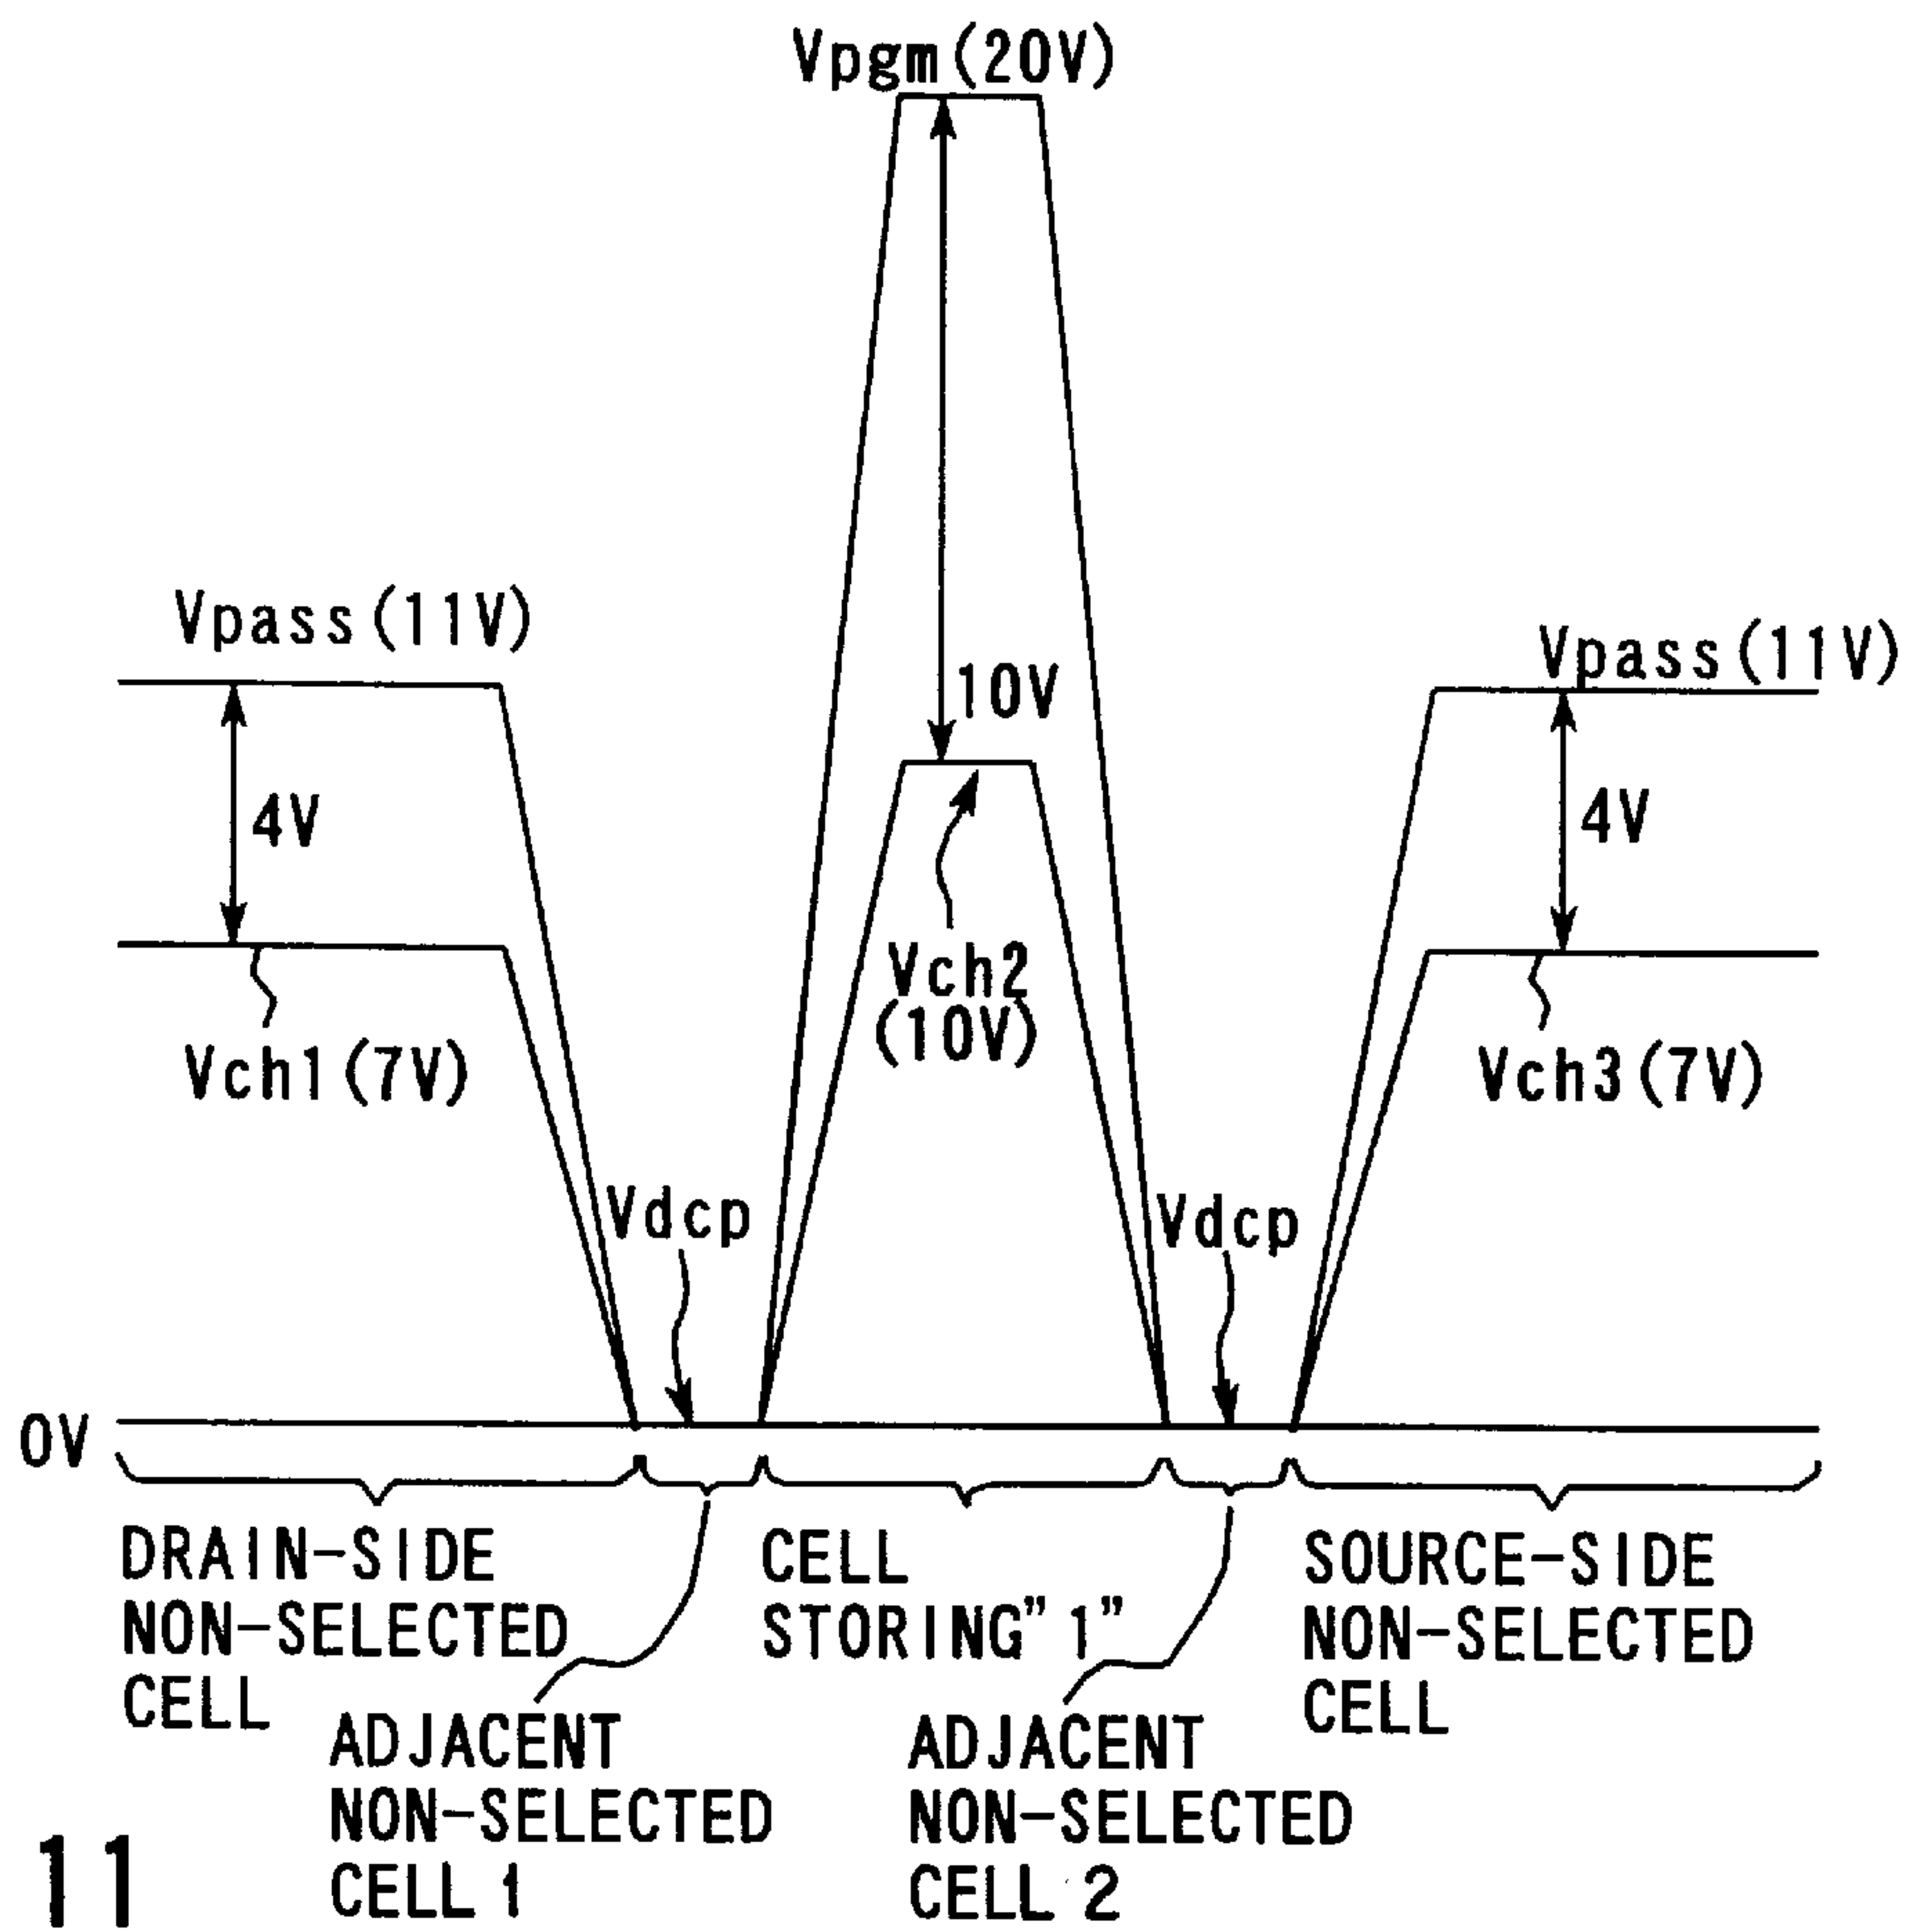 Vpgm(20V)
Vpass(11V)
Vpass(11V)
10V
4V
4V
Vch2
(10V)
Vch1(7V)
Vch3(7V)
Vdcp
Vdcp
0V
DRAIN-SIDE
NON-SELECTED
CELL
CELL
STORING"1"
SOURCE-SIDE
NON-SELECTED
CELL
ADJACENT
NON-SELECTED
CELL 1
ADJACENT
NON-SELECTED
CELL 2
11